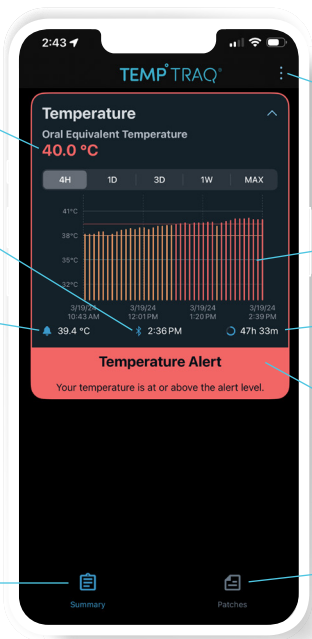 2:43
TEMP°TRAQ®
Temperature
Oral Equivalent Temperature
40.0 °C
4H 1D 3D 1W MAX
41°C
38°C
35°C
32°C
3/19/24 3/19/24 3/19/24 3/19/24
10:43 AM 12:01 PM 1:20 PM 2:39 PM
39.4 °C 2:36 PM 47h 33m
Temperature Alert
Your temperature is at or above the alert level.
Summary Patches